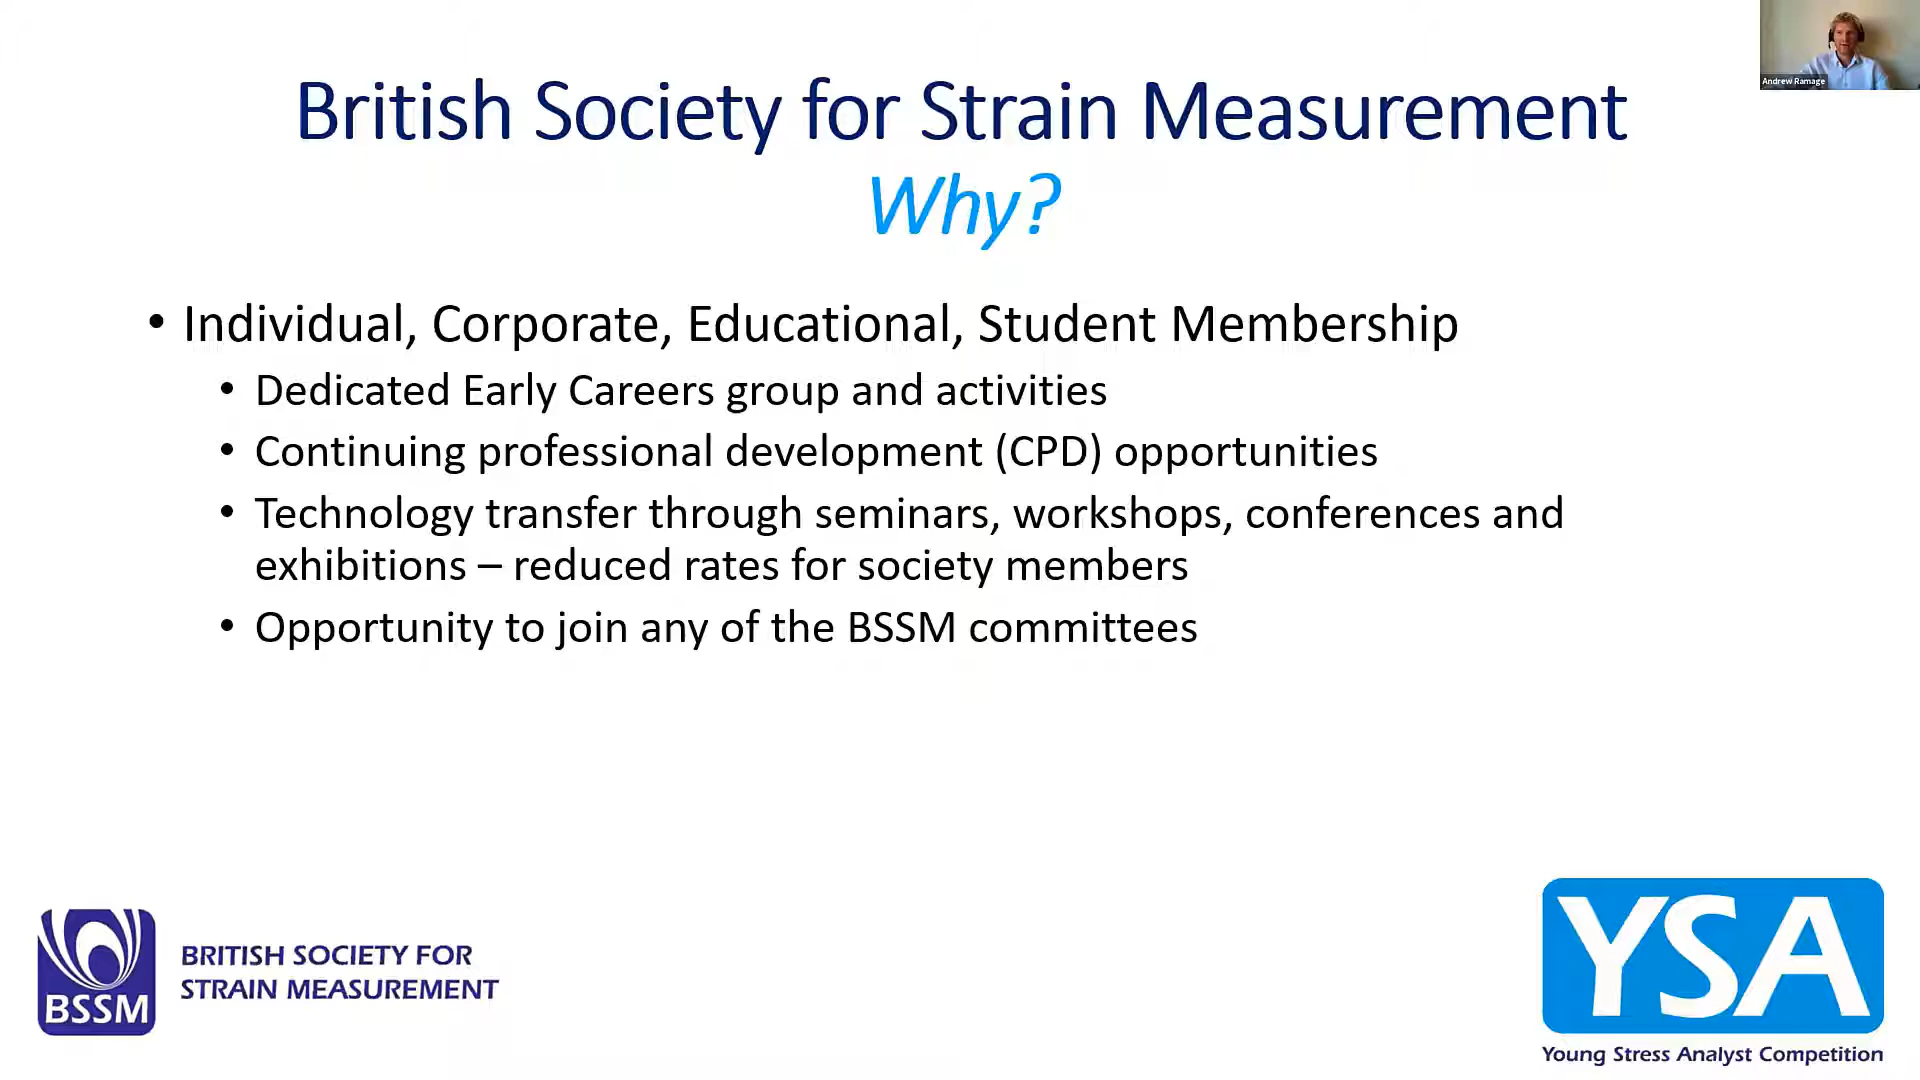 Andrew Ramage
British Society for Strain Measurement
Why?
• Individual, Corporate, Educational, Student Membership
• Dedicated Early Careers group and activities
• Continuing professional development (CPD) opportunities
• Technology transfer through seminars, workshops, conferences and
exhibitions – reduced rates for society members
• Opportunity to join any of the BSSM committees
BSSM
BRITISH SOCIETY FOR
STRAIN MEASUREMENT
YSA
Young Stress Analyst Competition